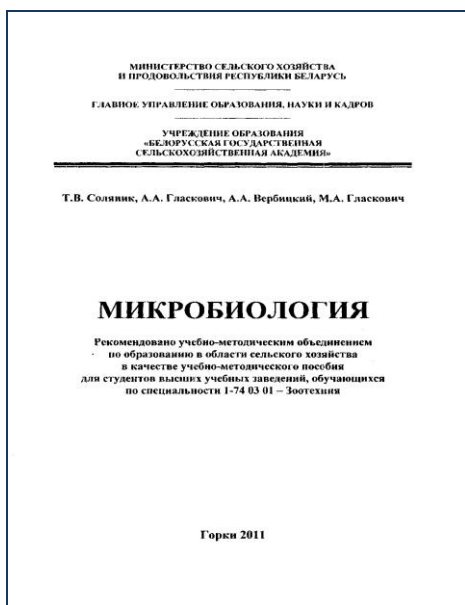 МИНИСТЕРСТВО СЕЛЬСКОГО ХОЗЯЙСТВА
И ПРОДОВОЛЬСТВИЯ РЕСПУБЛИКИ БЕЛАРУСЬ
ГЛАВНОЕ УПРАВЛЕНИЕ ОБРАЗОВАНИЯ, НАУКИ И КАДРОВ
УЧРЕЖДЕНИЕ ОБРАЗОВАНИЯ
«БЕЛОРУССКАЯ ГОСУДАРСТВЕННАЯ
СЕЛЬСКОХОЗЯЙСТВЕННАЯ АКАДЕМИЯ»
Т.В. Солявик, А.А. Гласкович, А.А. Вербицкий, М.А. Гласкович
МИКРОБИОЛОГИЯ
Рекомендовано учебно-методическим объединением
по образованию в области сельского хозяйства
в качестве учебно-методического пособия
для студентов высших учебных заведений, обучающихся
по специальности 1-74 03 01 – Зоотехния
Горки 2011